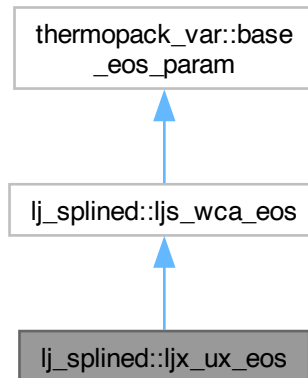 thermopack_var::base
_eos_param
lj_splined::ljs_wca_eos
lj_splined::ljx_ux_eos